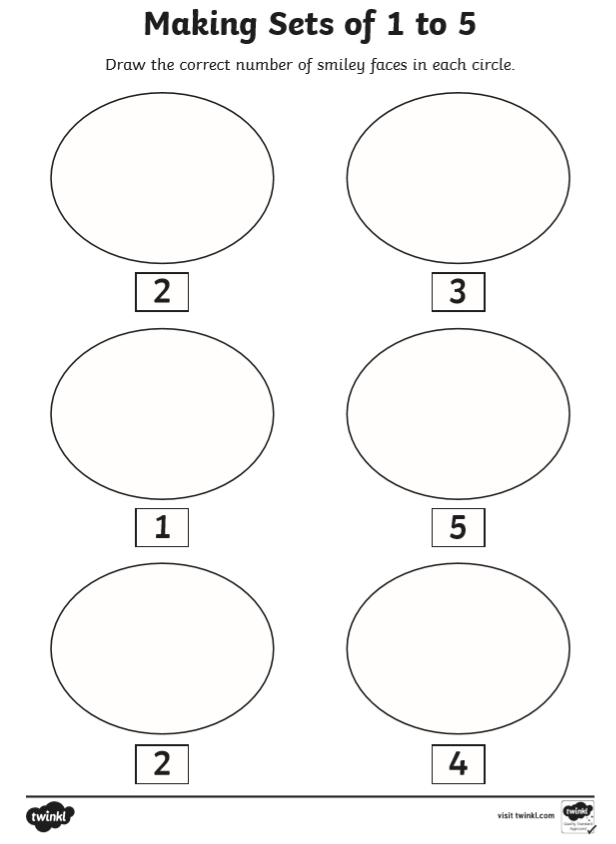 Making Sets of 1 to 5
Draw the correct number of smiley faces in each circle.
2
3
1
5
2
4
twinkl
visit twinkl.com
twinkl